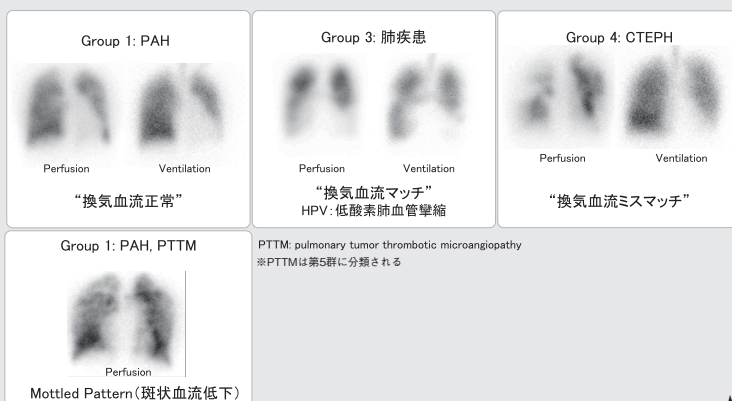 Group 1: PAH
Perfusion
Ventilation
“換気血流正常”
Group 3: 肺疾患
Perfusion
Ventilation
“換気血流マッチ”
HPV：低酸素肺血管攣縮
Group 4: CTEPH
Perfusion
Ventilation
“換気血流ミスマッチ”
Group 1: PAH, PTTM
Perfusion
Mottled Pattern（斑状血流低下）
PTTM: pulmonary tumor thrombotic microangiopathy
※PTTMは第5群に分類される